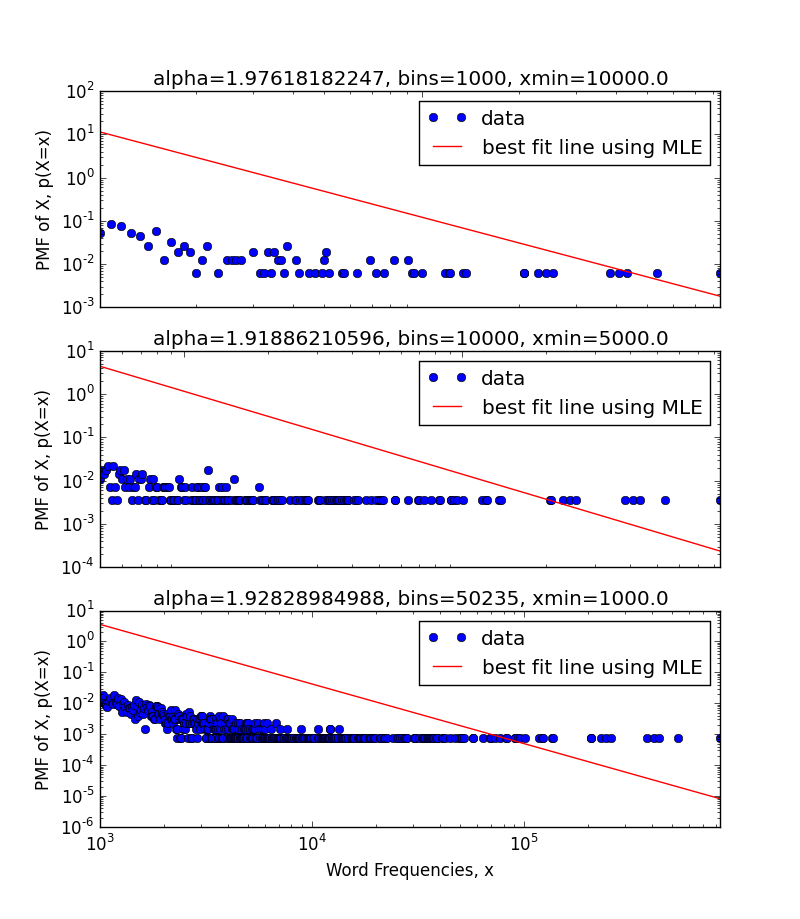 alpha=1.97618182247, bins=1000, xmin=10000.0
10^2
10^1
10^0
10^-1
10^-2
10^-3
PMF of X, p(X=x)
data
best fit line using MLE
alpha=1.91886210596, bins=10000, xmin=5000.0
10^1
10^0
10^-1
10^-2
10^-3
10^-4
PMF of X, p(X=x)
data
best fit line using MLE
alpha=1.92828984988, bins=50235, xmin=1000.0
10^1
10^0
10^-1
10^-2
10^-3
10^-4
10^-5
10^-6
PMF of X, p(X=x)
data
best fit line using MLE
10^3 10^4 10^5
Word Frequencies, x